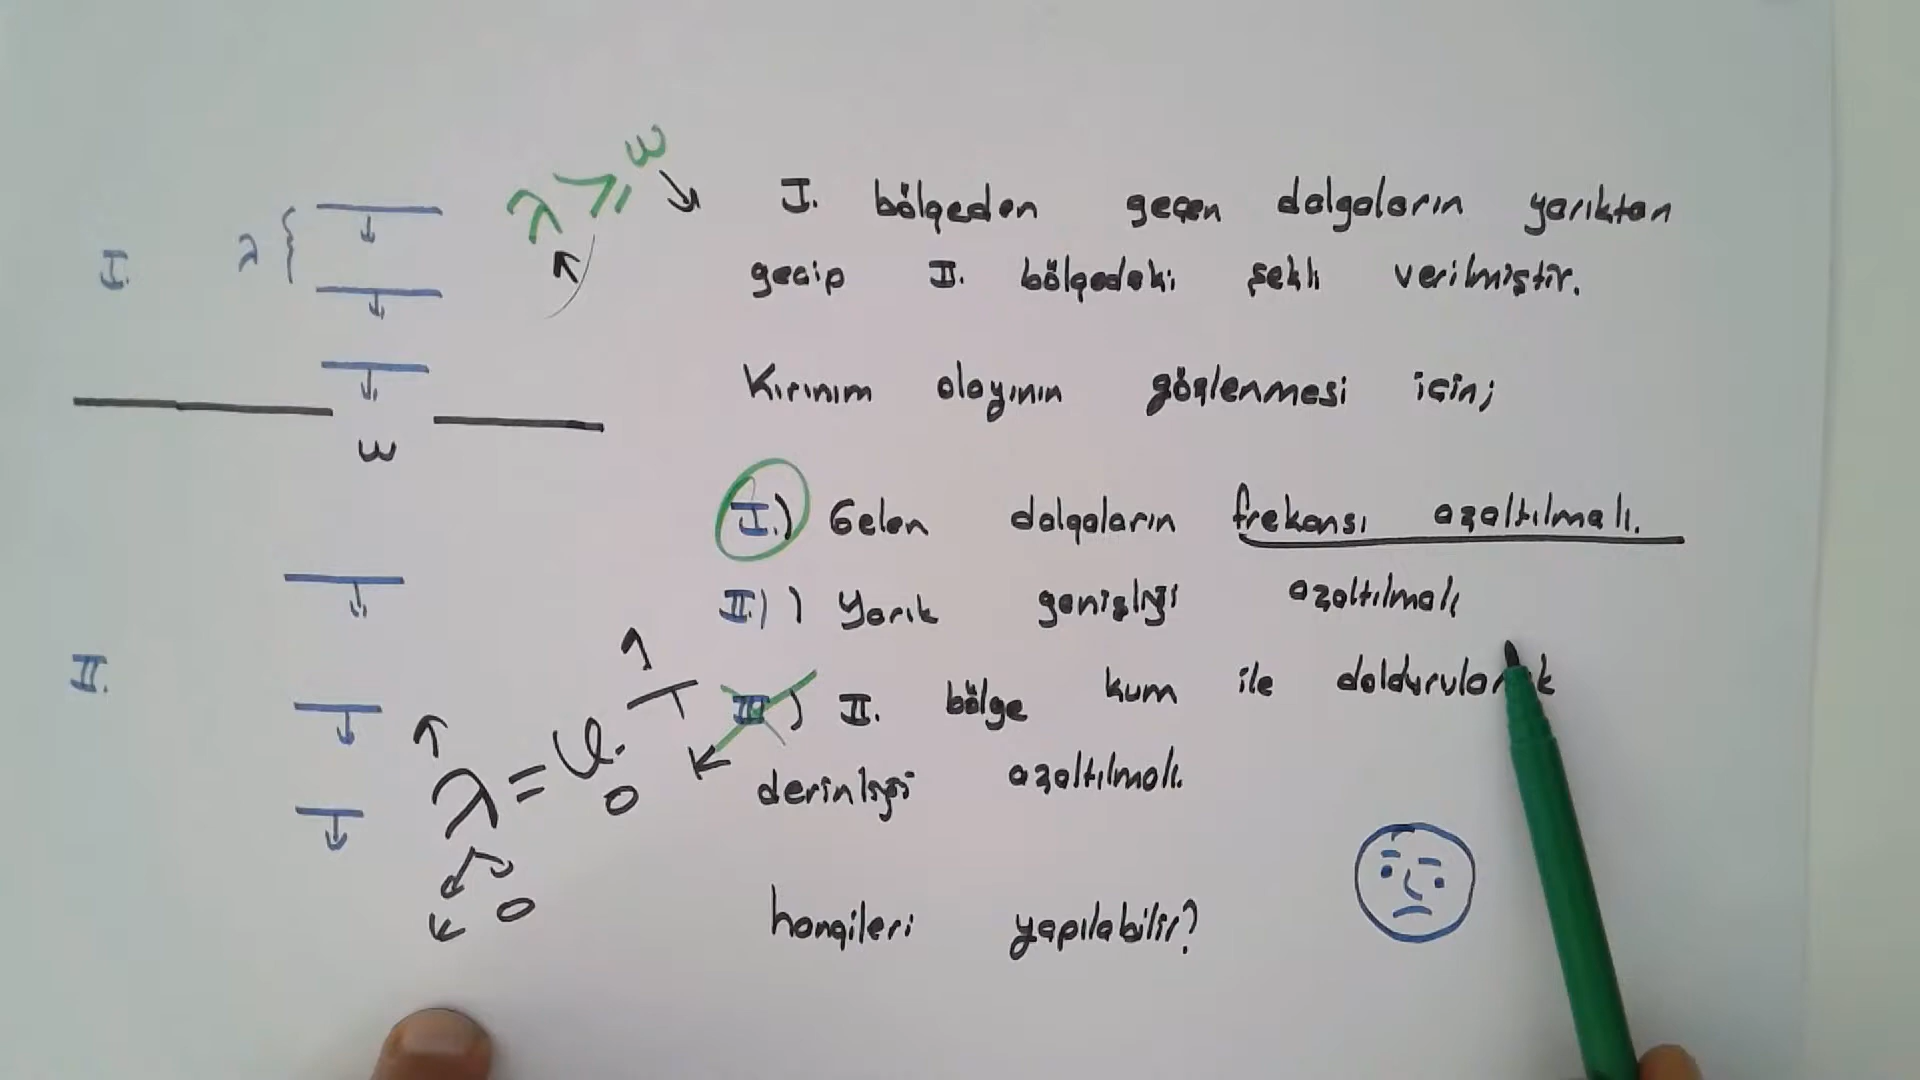 λ ⩾ w
I.
λ
w
II.
I. bölgeden geçen dalgaların yarıktan
geçip II. bölgedeki şekli verilmiştir.
Kırınım olayının gözlenmesi için;
I.) Gelen dalgaların frekansı azaltılmalı.
II.) Yarık genişliği azaltılmalı
III) II. bölge kum ile doldurularak
derinliği azaltılmalı.
hangileri yapılabilir?
λ = v. T